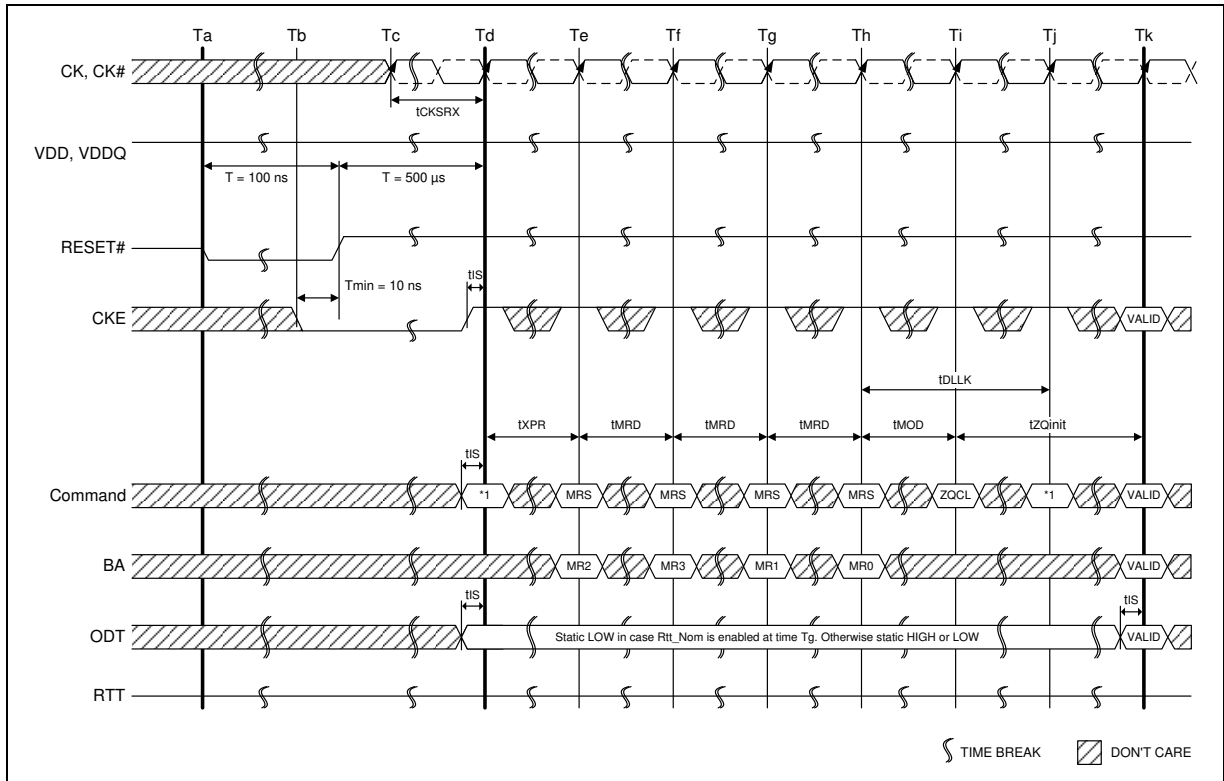 Ta Tb Tc Td Te Tf Tg Th Ti Tj Tk
CK, CK#
tCKSRX
VDD, VDDQ
T = 100 ns T = 500 µs
RESET#
tIS
Tmin = 10 ns
CKE VALID
tDLLK
tXPR tMRD tMRD tMRD tMOD tZQinit
tIS
Command *1 MRS MRS MRS MRS ZQCL *1 VALID
BA MR2 MR3 MR1 MR0 VALID
tIS tIS
ODT Static LOW in case Rtt_Nom is enabled at time Tg. Otherwise static HIGH or LOW VALID
RTT
TIME BREAK DON'T CARE